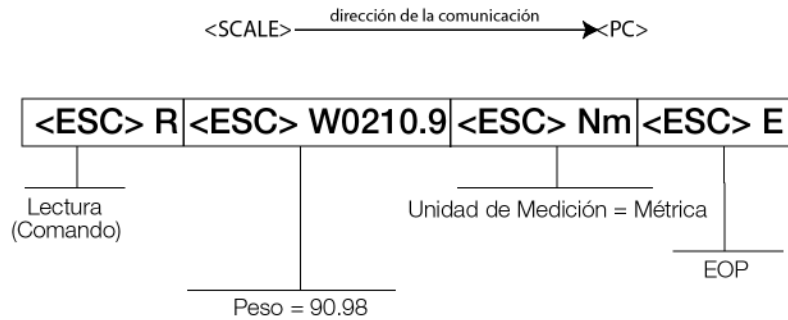 dirección de la comunicación
<SCALE> <PC>
<ESC> R <ESC> W0210.9 <ESC> Nm <ESC> E
Lectura
(Comando)
Unidad de Medición = Métrica
EOP
Peso = 90.98